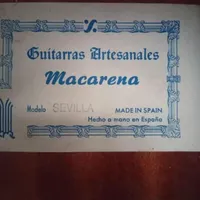 Guitarras Artesanales
Macarena
Modelo SEVILLA MADE IN SPAIN
Hecho a mano en España